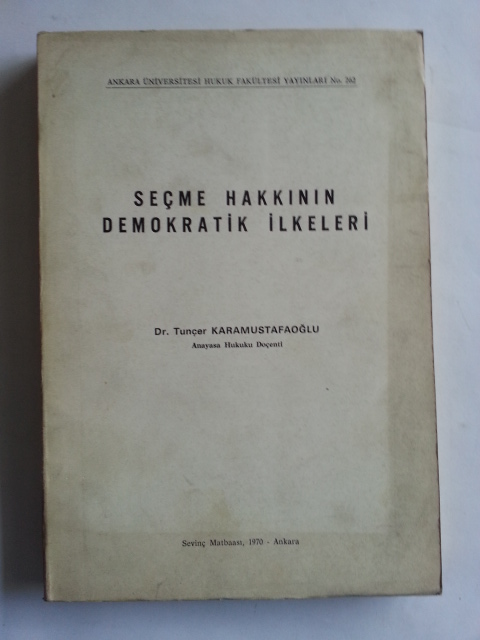 ANKARA ÜNİVERSİTESİ HUKUK FAKÜLTESİ YAYINLARI No. 262
SEÇME HAKKININ
DEMOKRATİK İLKELERİ
Dr. Tunçer KARAMUSTAFAOĞLU
Anayasa Hukuku Doçenti
Sevinç Matbaası, 1970 - Ankara